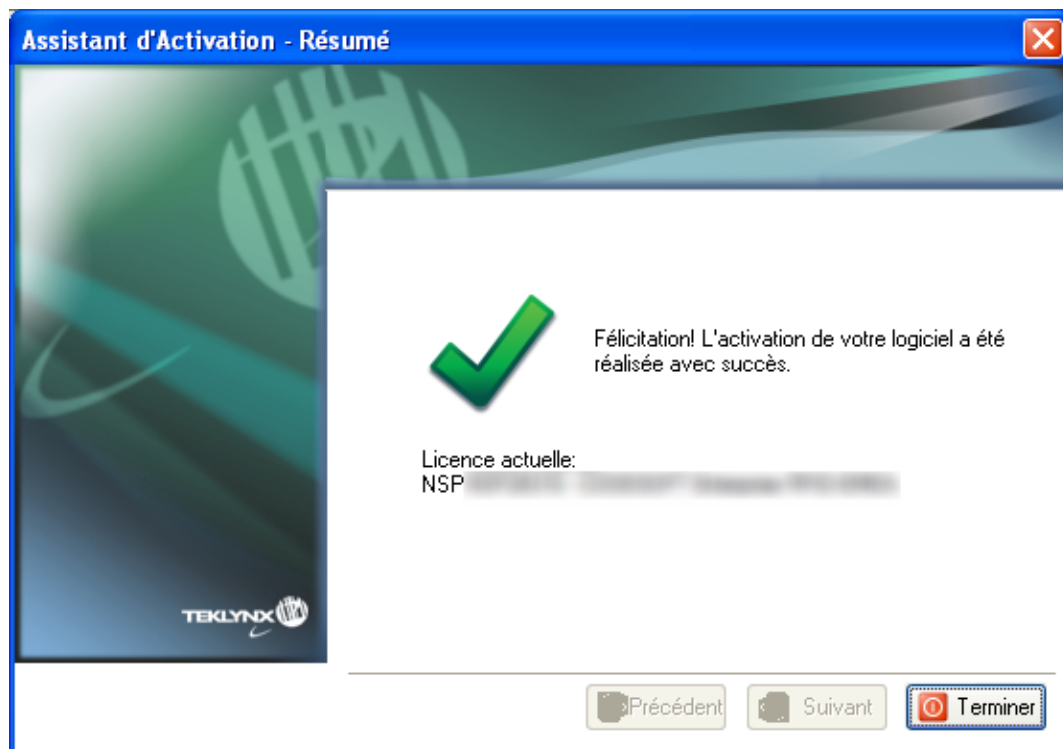 Assistant d'Activation - Résumé
Félicitation! L'activation de votre logiciel a été
réalisée avec succès.
Licence actuelle:
NSP
TEKLYNX
Précédent
Suivant
Terminer